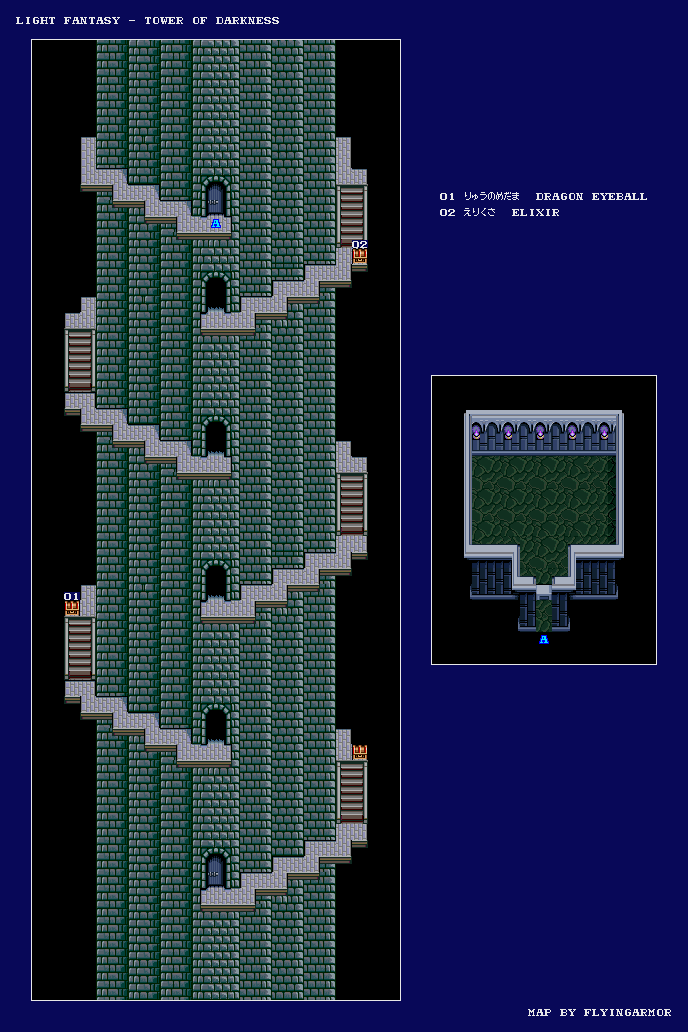 LIGHT FANTASY - TOWER OF DARKNESS
01 りゅうのめだま DRAGON EYEBALL
02 えりくさ ELIXIR
A
02
01
A
MAP BY FLYINGARMOR